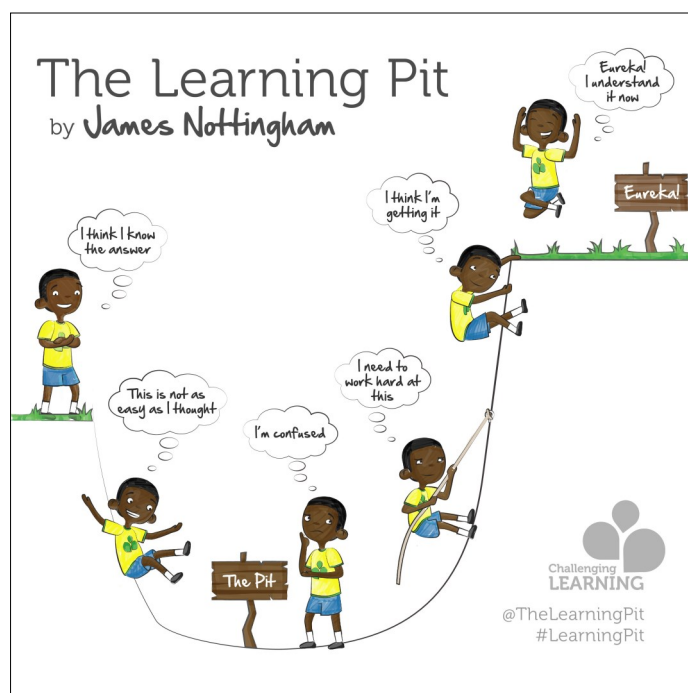 The Learning Pit
by James Nottingham
Eureka!
I understand
it now
Eureka!
I think I'm
getting it
I think I know
the answer
I need to
work hard at
this
This is not as
easy as I thought
I'm confused
The Pit
Challenging
LEARNING
@TheLearningPit
#LearningPit